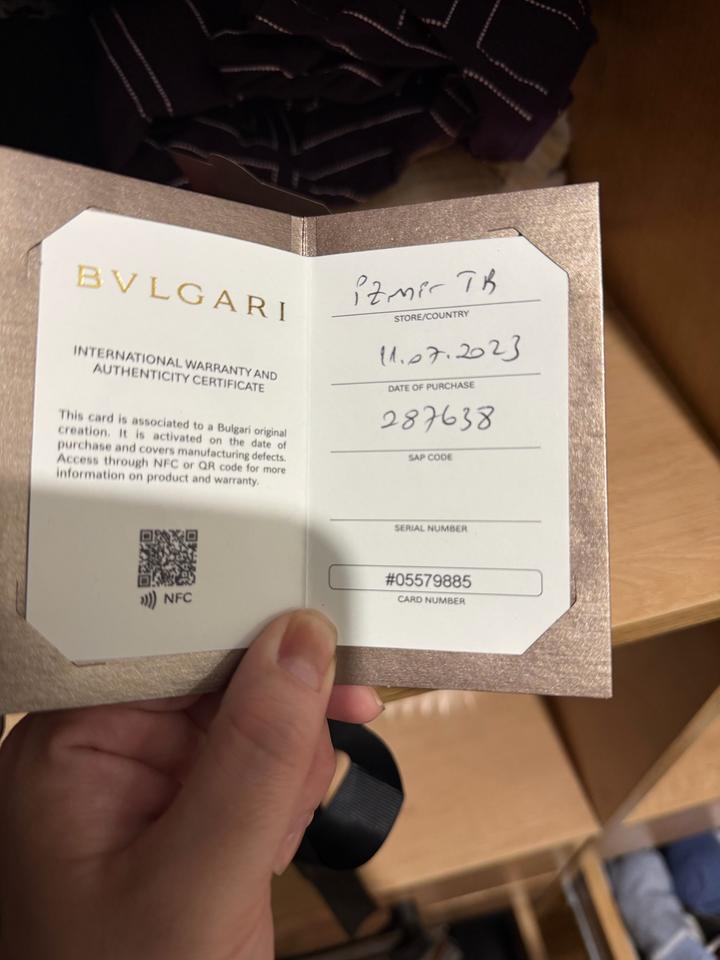 BVLGARI
INTERNATIONAL WARRANTY AND
AUTHENTICITY CERTIFICATE
This card is associated to a Bulgari original
creation. It is activated on the date of
purchase and covers manufacturing defects.
Access through NFC or QR code for more
information on product and warranty.
NFC
izmir TR
STORE/COUNTRY
11.07.2023
DATE OF PURCHASE
287638
SAP CODE
SERIAL NUMBER
#05579885
CARD NUMBER